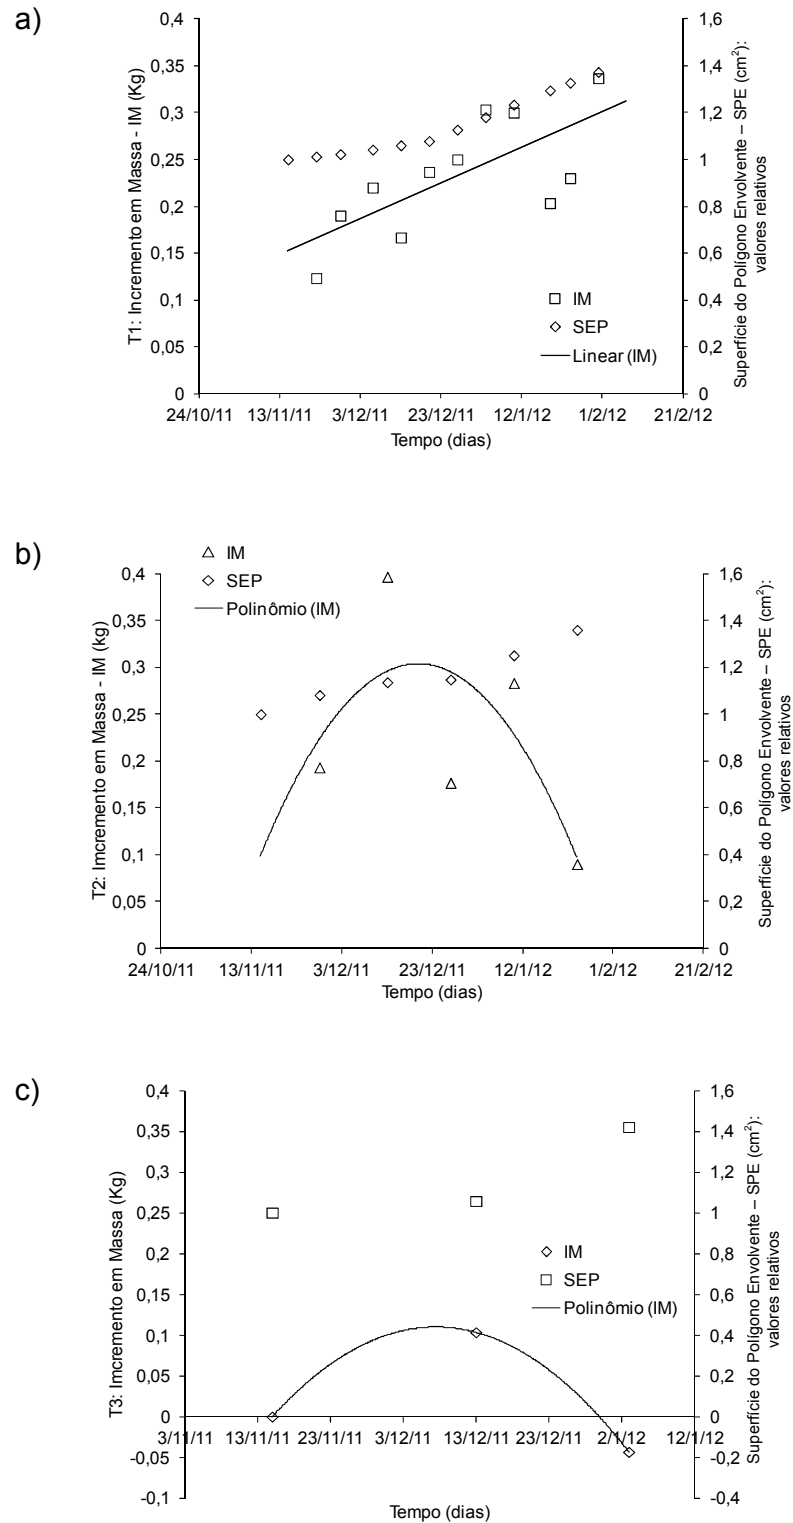 a)
T1: Incremento em Massa - IM (Kg)
0,4
0,35
0,3
0,25
0,2
0,15
0,1
0,05
0
1,6
1,4
1,2
1
0,8
0,6
0,4
0,2
0
Superfície do Polígono Envolvente – SPE (cm²):
valores relativos
IM
SEP
Linear (IM)
24/10/11 13/11/11 3/12/11 23/12/11 12/1/12 1/2/12 21/2/12
Tempo (dias)
b)
IM
SEP
Polinômio (IM)
T2: Imcremento em Massa - IM (kg)
0,4
0,35
0,3
0,25
0,2
0,15
0,1
0,05
0
1,6
1,4
1,2
1
0,8
0,6
0,4
0,2
0
Superfície do Polígono Envolvente – SPE (cm²):
valores relativos
24/10/11 13/11/11 3/12/11 23/12/11 12/1/12 1/2/12 21/2/12
Tempo (dias)
c)
T3: Imcremento em Massa (Kg)
0,4
0,35
0,3
0,25
0,2
0,15
0,1
0,05
0
-0,05
-0,1
1,6
1,4
1,2
1
0,8
0,6
0,4
0,2
0
-0,2
-0,4
Superfície do Polígono Envolvente – SPE (cm²):
valores relativos
IM
SEP
Polinômio (IM)
3/11/11 13/11/11 23/11/11 3/12/11 13/12/11 23/12/11 2/1/12 12/1/12
Tempo (dias)